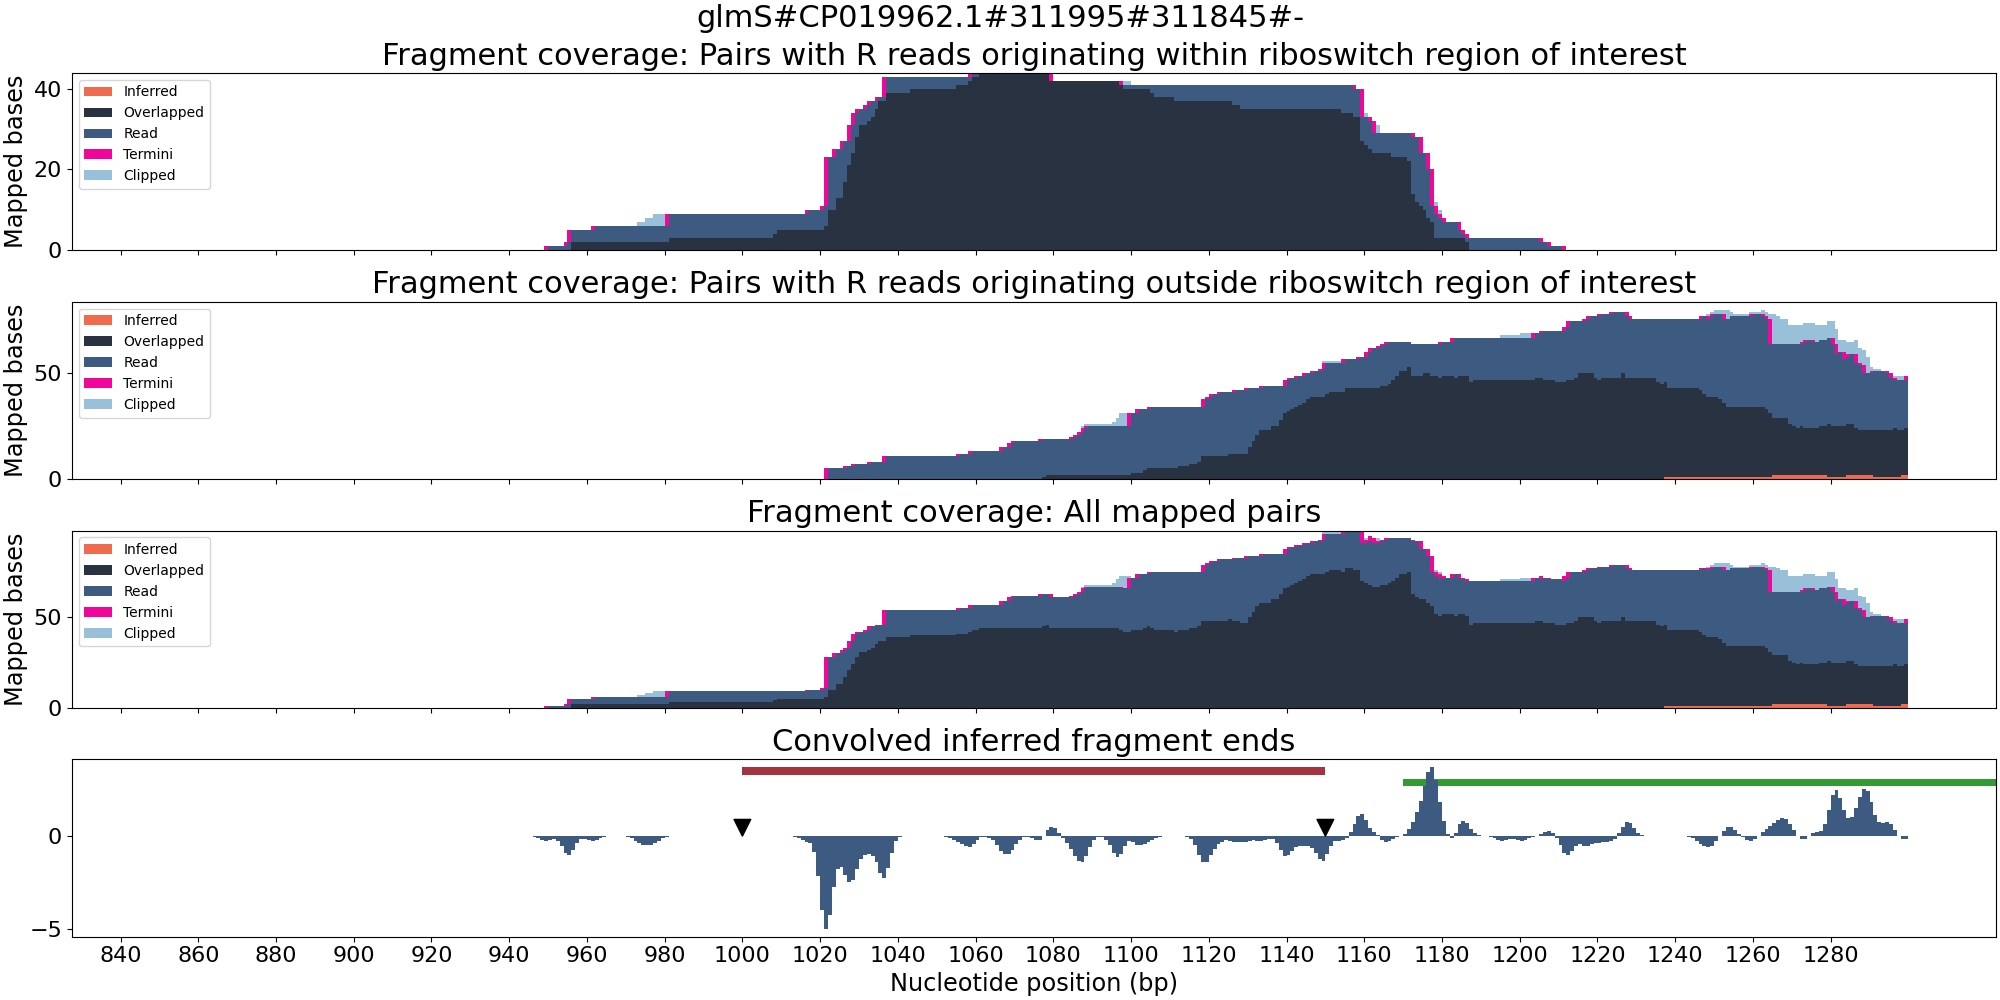 glmS#CP019962.1#311995#311845#-
Fragment coverage: Pairs with R reads originating within riboswitch region of interest
Mapped bases
40
20
0
Inferred
Overlapped
Read
Termini
Clipped
Fragment coverage: Pairs with R reads originating outside riboswitch region of interest
Mapped bases
50
0
Inferred
Overlapped
Read
Termini
Clipped
Fragment coverage: All mapped pairs
Mapped bases
50
0
Inferred
Overlapped
Read
Termini
Clipped
Convolved inferred fragment ends
0
−5
840 860 880 900 920 940 960 980 1000 1020 1040 1060 1080 1100 1120 1140 1160 1180 1200 1220 1240 1260 1280
Nucleotide position (bp)